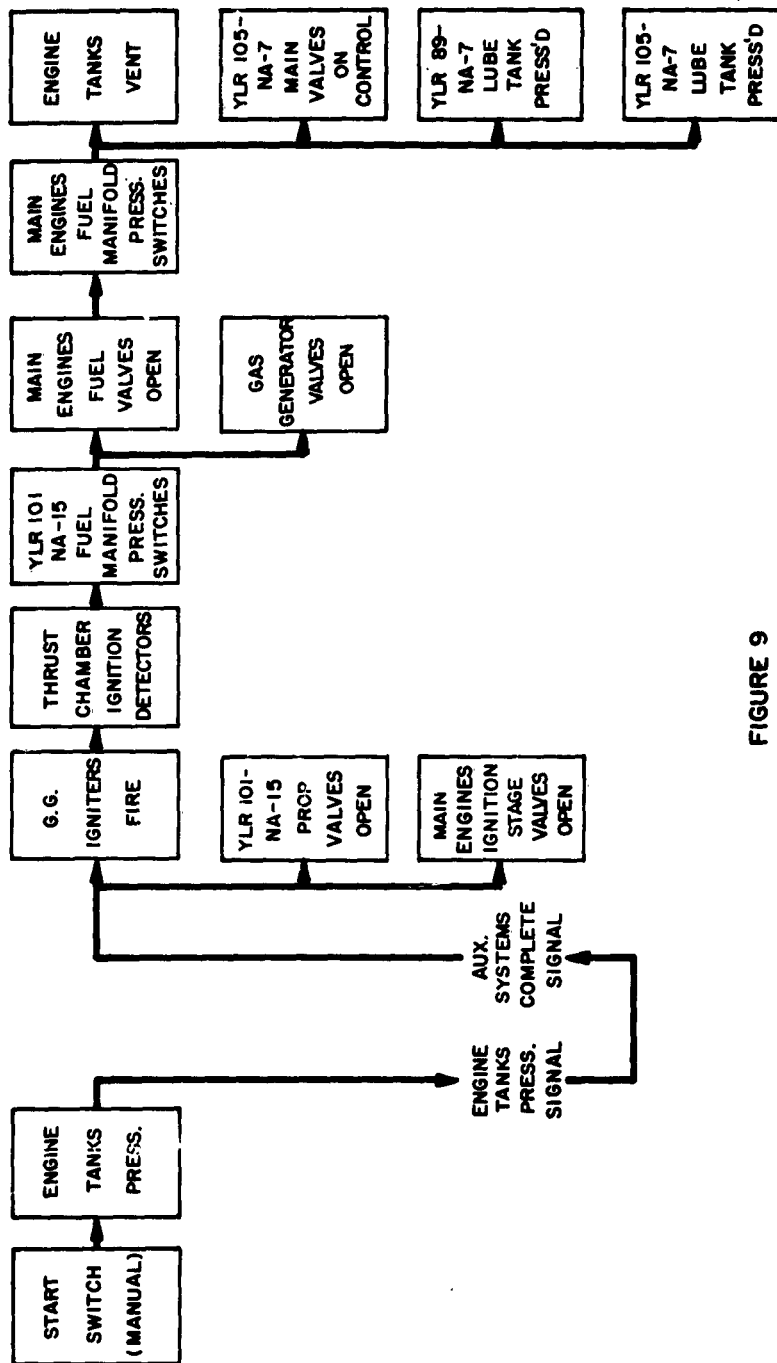 START
SWITCH
(MANUAL)
ENGINE
TANKS
PRESS.
ENGINE
TANKS
PRESS.
SIGNAL
AUX.
SYSTEMS
COMPLETE
SIGNAL
G.G.
IGNITERS
FIRE
YLR 101-
NA-15
PROP
VALVES
OPEN
MAIN
ENGINES
IGNITION
STAGE
VALVES
OPEN
THRUST
CHAMBER
IGNITION
DETECTORS
YLR 101
NA-15
FUEL
MANIFOLD
PRESS.
SWITCHES
MAIN
ENGINES
FUEL
VALVES
OPEN
GAS
GENERATOR
VALVES
OPEN
MAIN
ENGINES
FUEL
MANIFOLD
PRESS.
SWITCHES
ENGINE
TANKS
VENT
YLR 105-
NA-7
MAIN
VALVES
ON
CONTROL
YLR 89-
NA-7
LUBE
TANK
PRESS'D
YLR 105-
NA-7
LUBE
TANK
PRESS'D
FIGURE 9